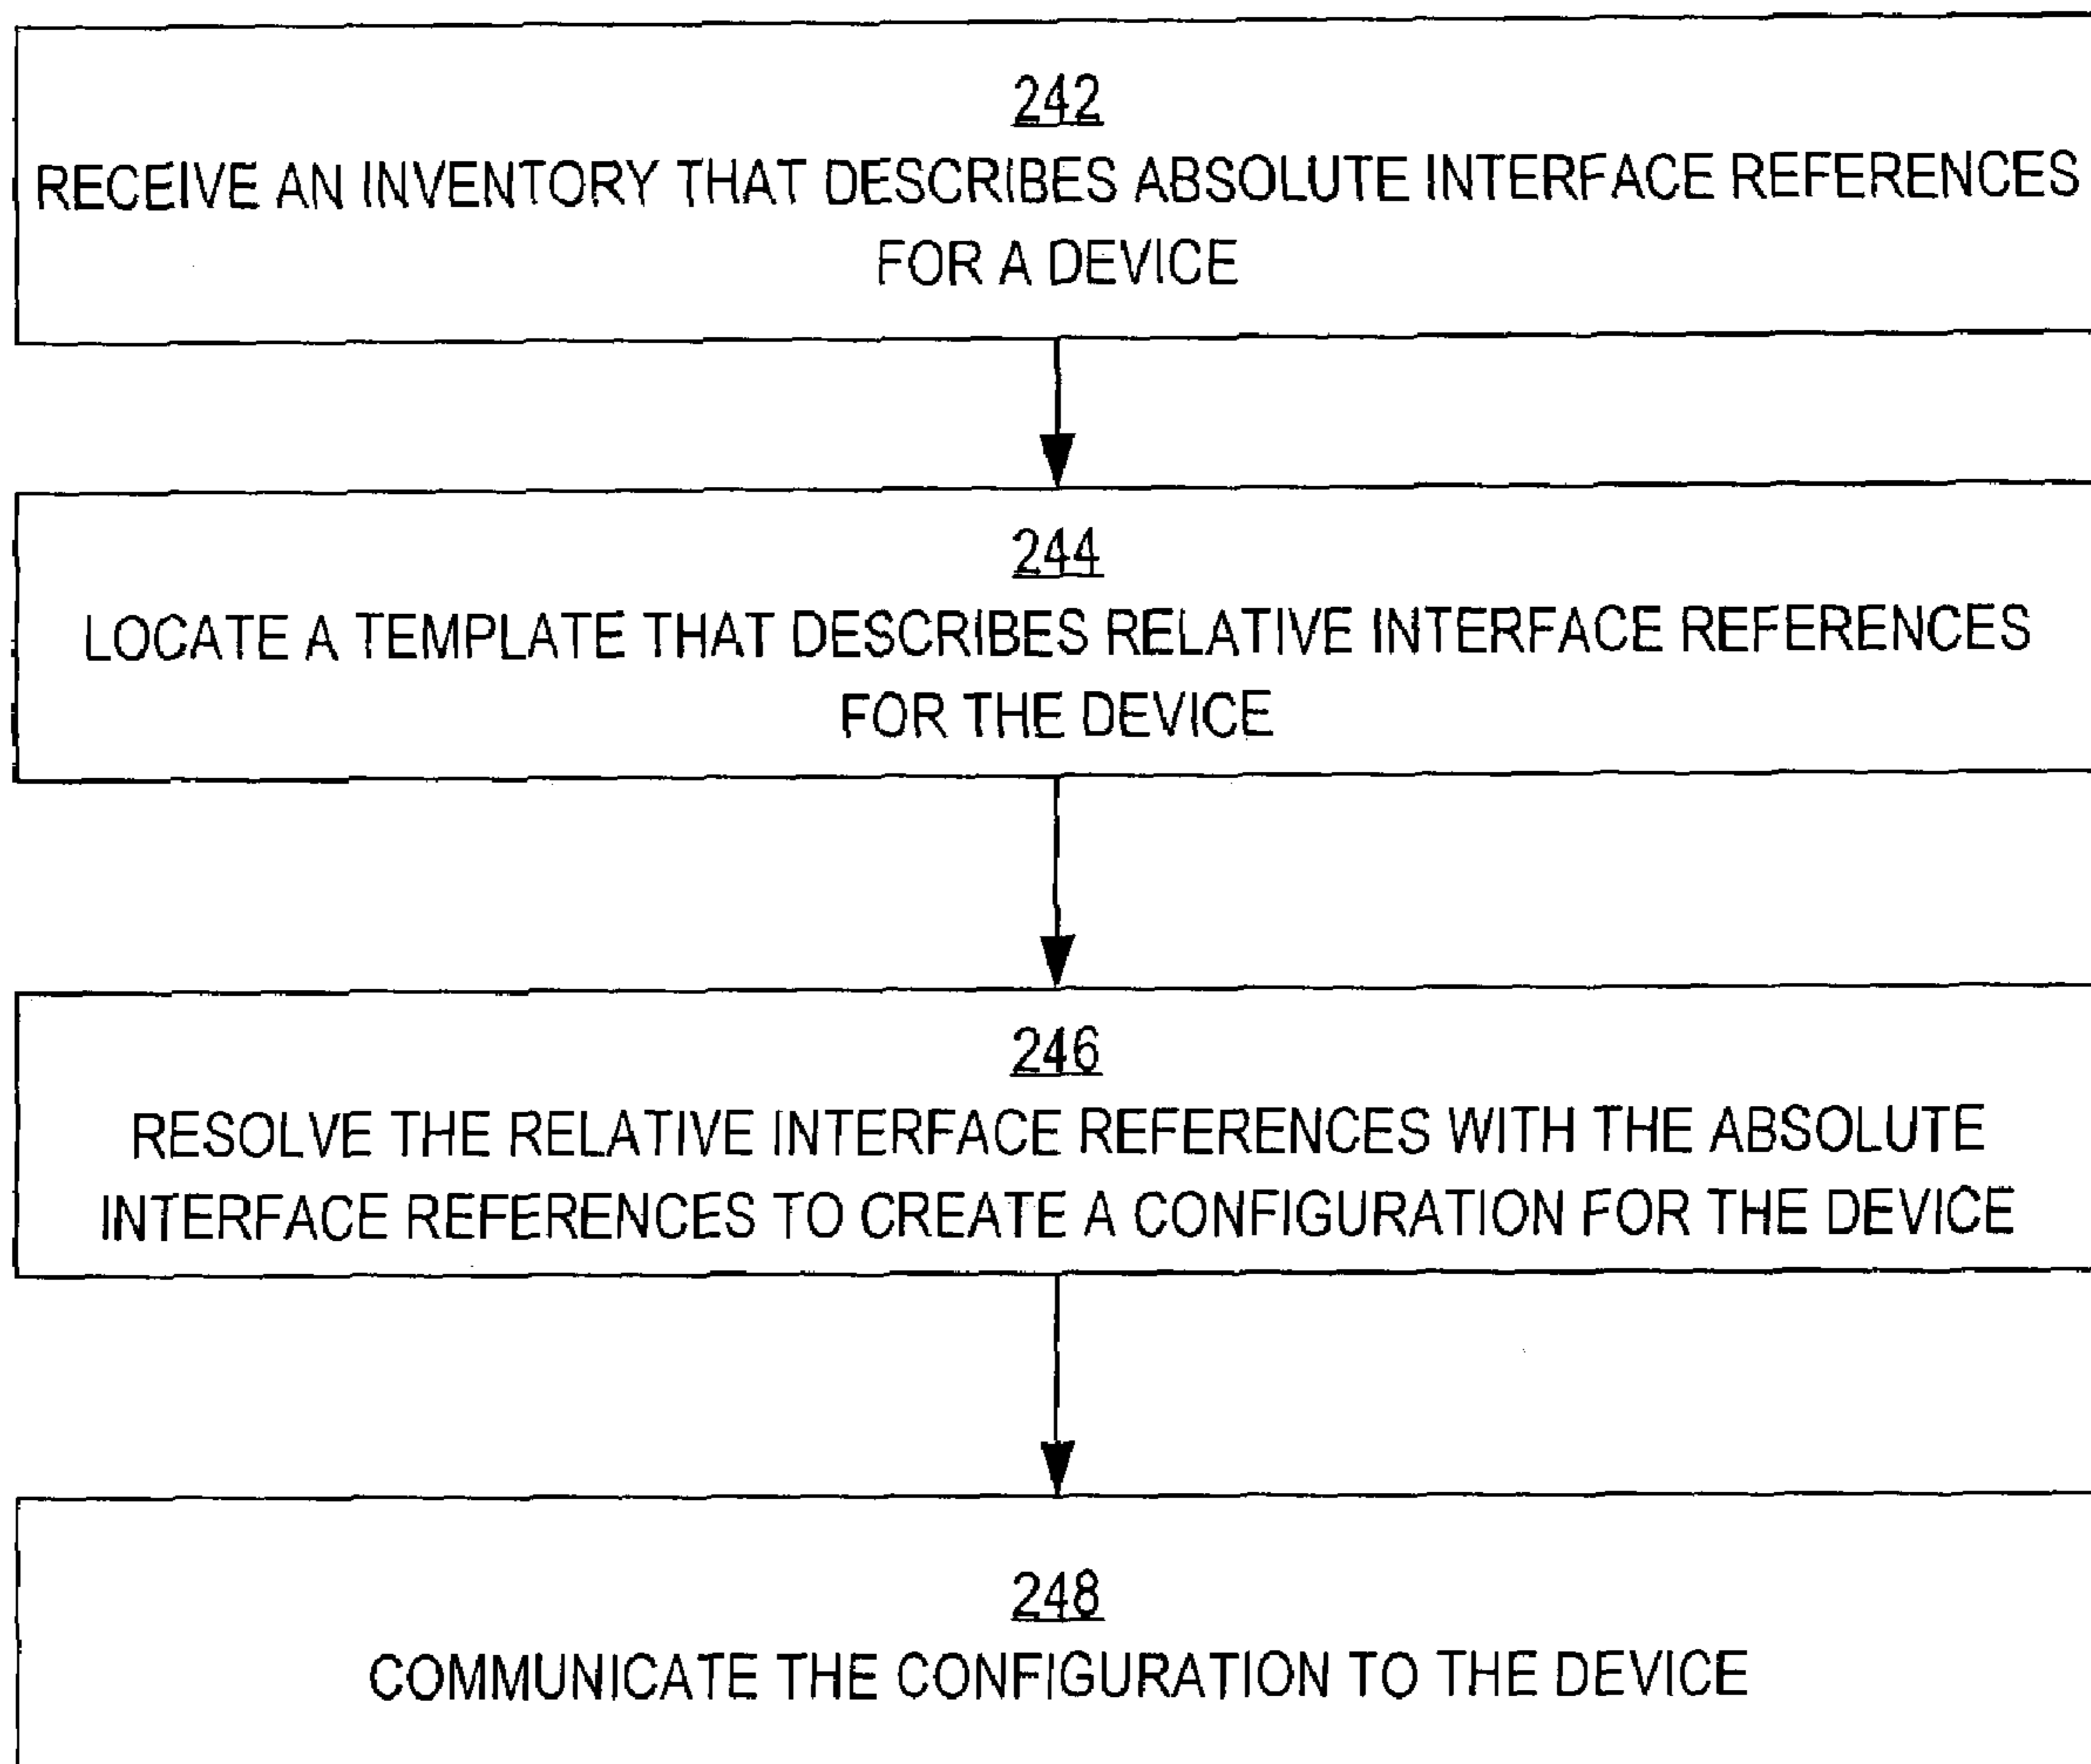 242
RECEIVE AN INVENTORY THAT DESCRIBES ABSOLUTE INTERFACE REFERENCES
FOR A DEVICE
244
LOCATE A TEMPLATE THAT DESCRIBES RELATIVE INTERFACE REFERENCES
FOR THE DEVICE
246
RESOLVE THE RELATIVE INTERFACE REFERENCES WITH THE ABSOLUTE
INTERFACE REFERENCES TO CREATE A CONFIGURATION FOR THE DEVICE
248
COMMUNICATE THE CONFIGURATION TO THE DEVICE